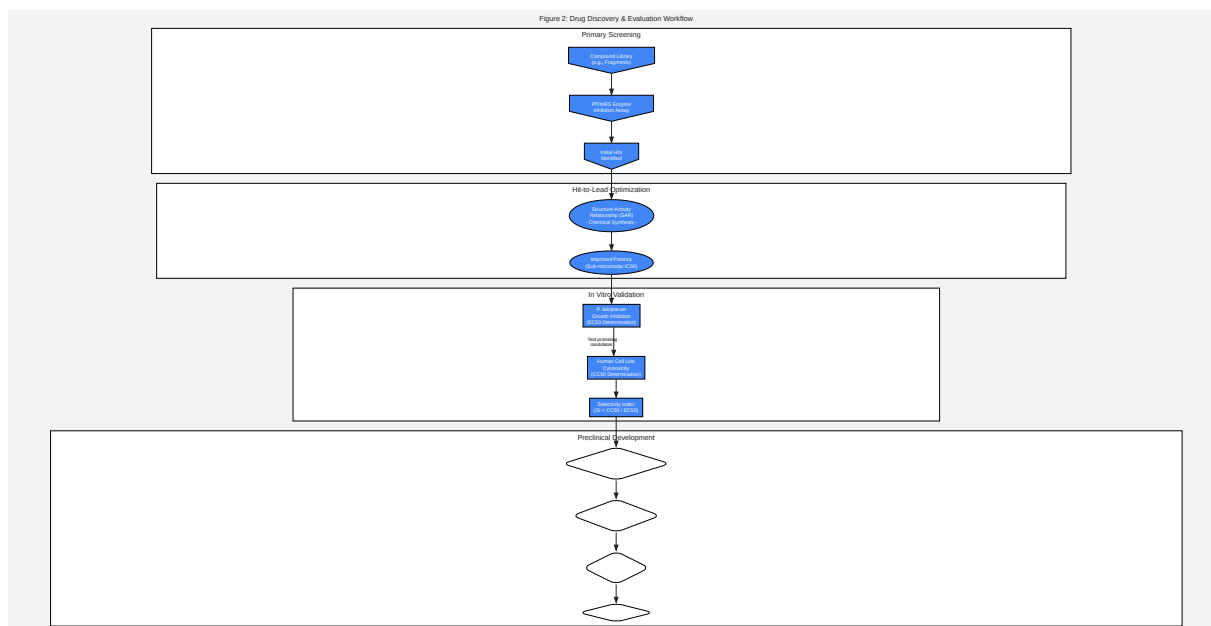 Figure 2: Drug Discovery & Evaluation Workflow
Primary Screening
Compound Library
(e.g., Fragments)
PfThrRS Enzyme
Inhibition Assay
Initial Hits
Identified
Hit-to-Lead Optimization
Structure-Activity
Relationship (SAR)
- Chemical Synthesis -
Improved Potency
(Sub-micromolar IC50)
In Vitro Validation
P. falciparum
Growth Inhibition
(EC50 Determination)
Test promising
candidates
Human Cell Line
Cytotoxicity
(CC50 Determination)
Selectivity Index
(SI = CC50 / EC50)
Preclinical Development